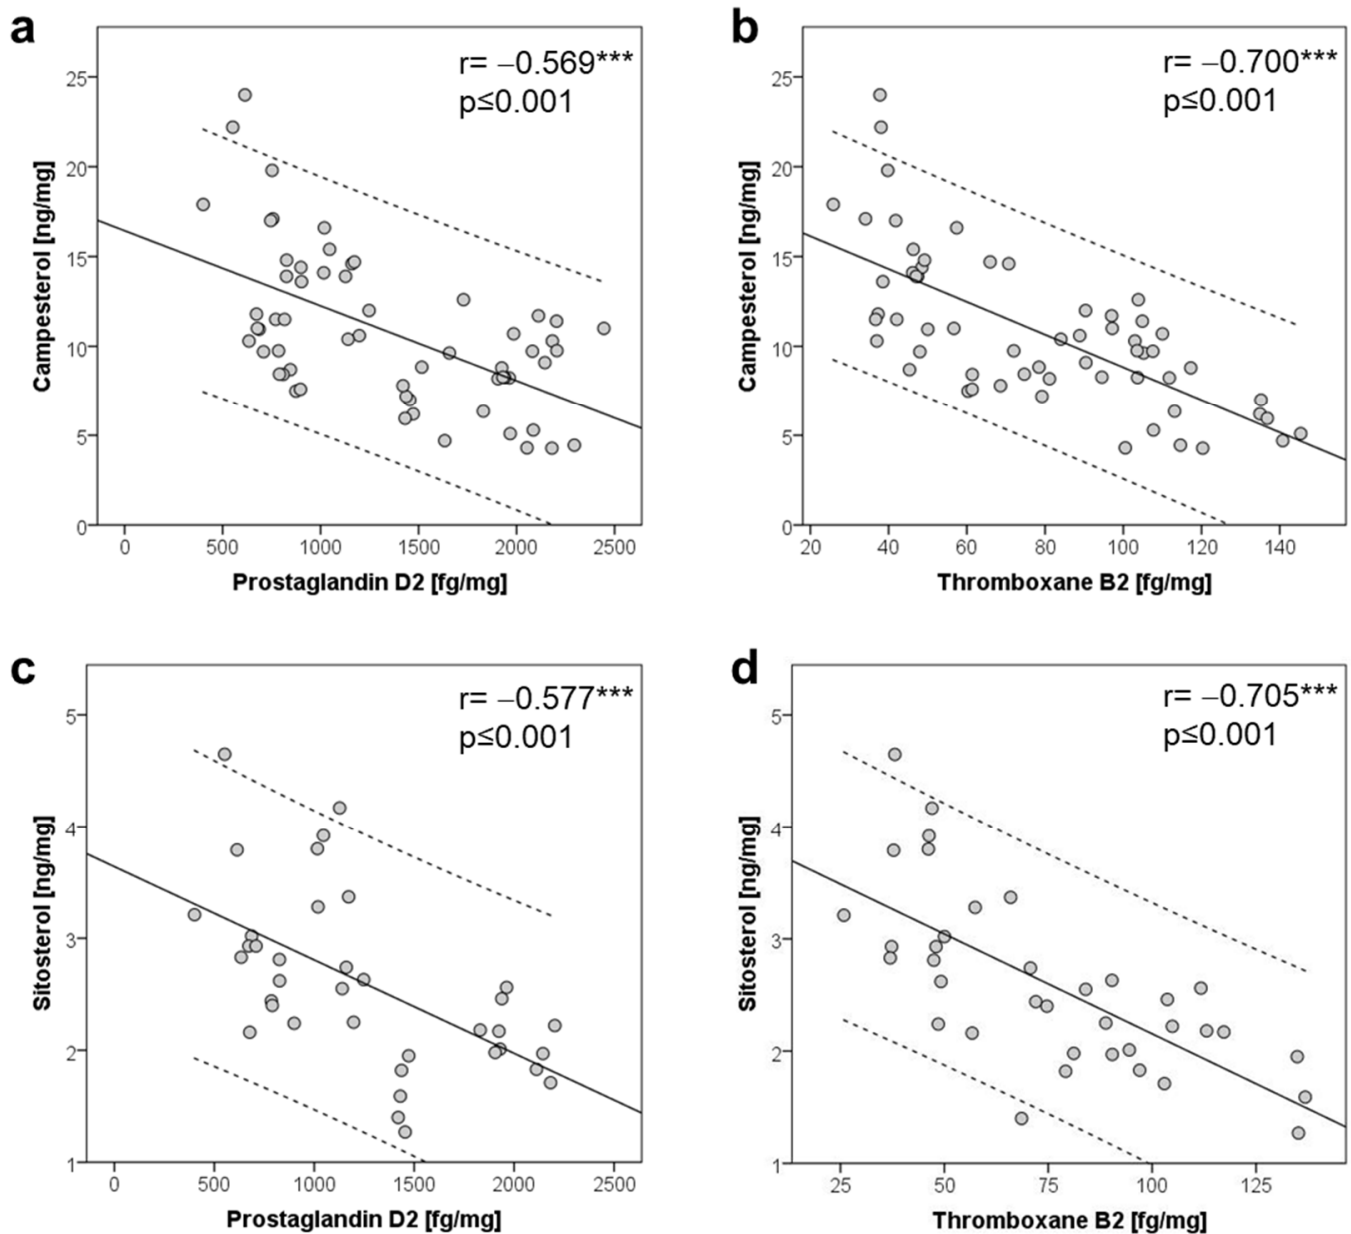 a
r= −0.569***
p≤0.001
Campesterol [ng/mg]
25
20
15
10
5
0
0 500 1000 1500 2000 2500
Prostaglandin D2 [fg/mg]
b
r= −0.700***
p≤0.001
Campesterol [ng/mg]
25
20
15
10
5
0
20 40 60 80 100 120 140
Thromboxane B2 [fg/mg]
c
r= −0.577***
p≤0.001
Sitosterol [ng/mg]
5
4
3
2
1
0 500 1000 1500 2000 2500
Prostaglandin D2 [fg/mg]
d
r= −0.705***
p≤0.001
Sitosterol [ng/mg]
5
4
3
2
1
25 50 75 100 125
Thromboxane B2 [fg/mg]